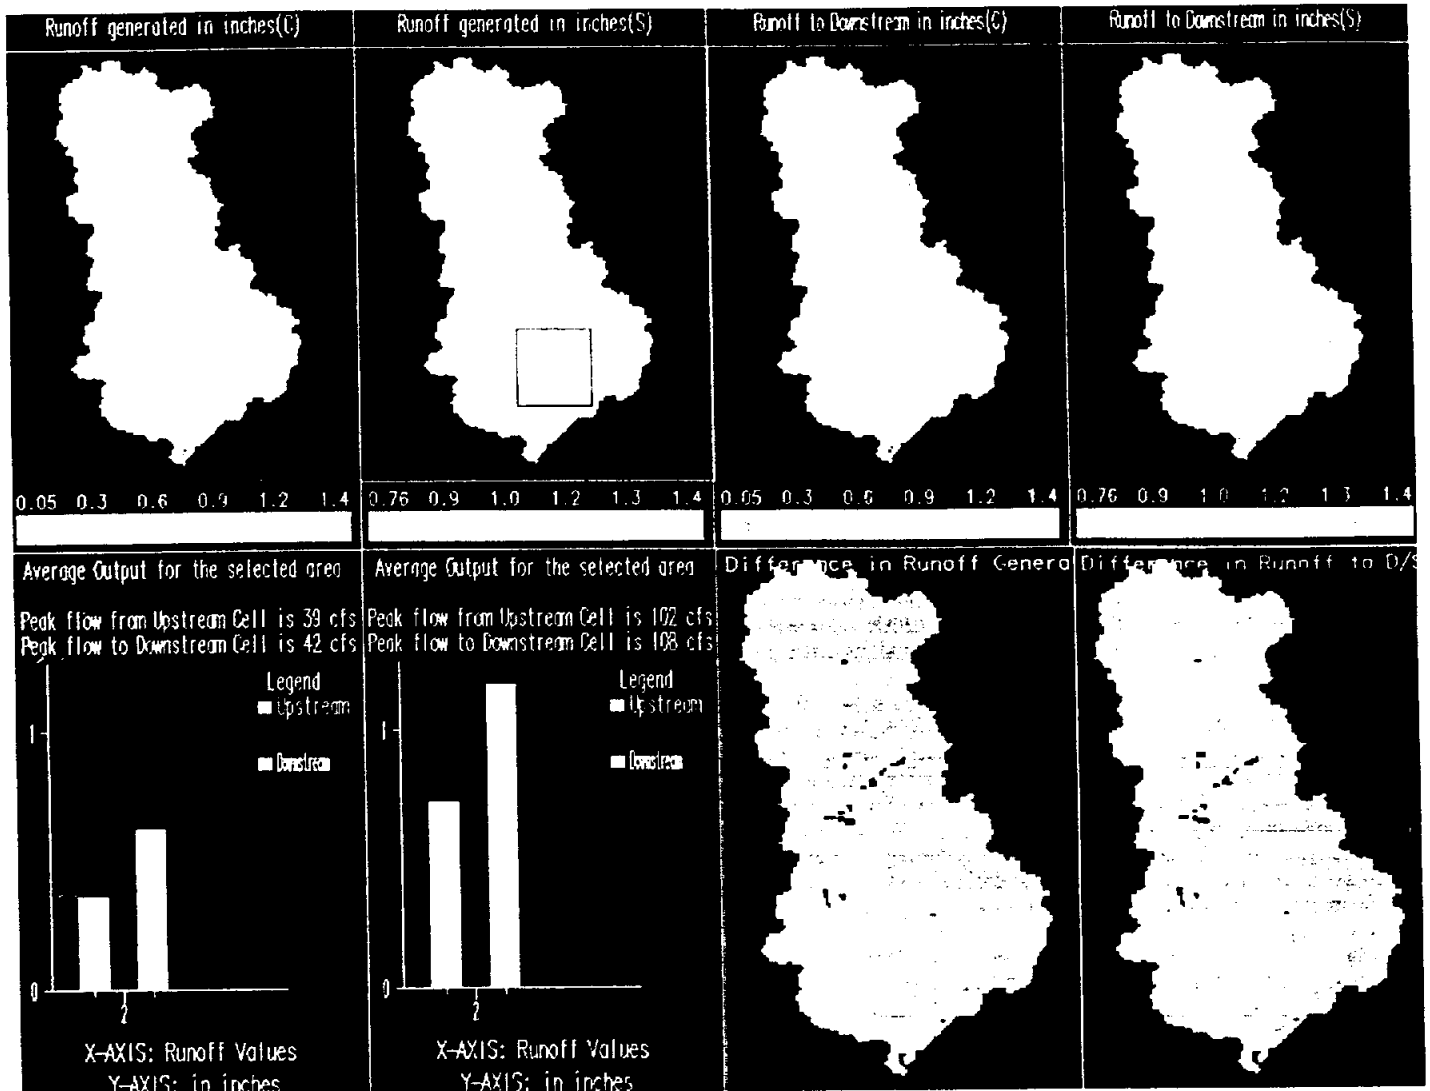 Runoff generated in inches(C)
Runoff generated in inches(S)
Runoff to Downstream in inches(C)
Runoff to Downstream in inches(S)
0.05 0.3 0.6 0.9 1.2 1.4
0.76 0.9 1.0 1.2 1.3 1.4
0.05 0.3 0.6 0.9 1.2 1.4
0.76 0.9 1.0 1.2 1.3 1.4
Average Output for the selected area
Peak flow from Upstream Cell is 39 cfs
Peak flow to Downstream Cell is 42 cfs
Legend
Upstream
Downstream
1
0
2
X-AXIS: Runoff Values
Y-AXIS: in inches
Average Output for the selected area
Peak flow from Upstream Cell is 102 cfs
Peak flow to Downstream Cell is 108 cfs
Legend
Upstream
Downstream
1
0
2
X-AXIS: Runoff Values
Y-AXIS: in inches
Difference in Runoff Genera
Difference in Runoff to D/S